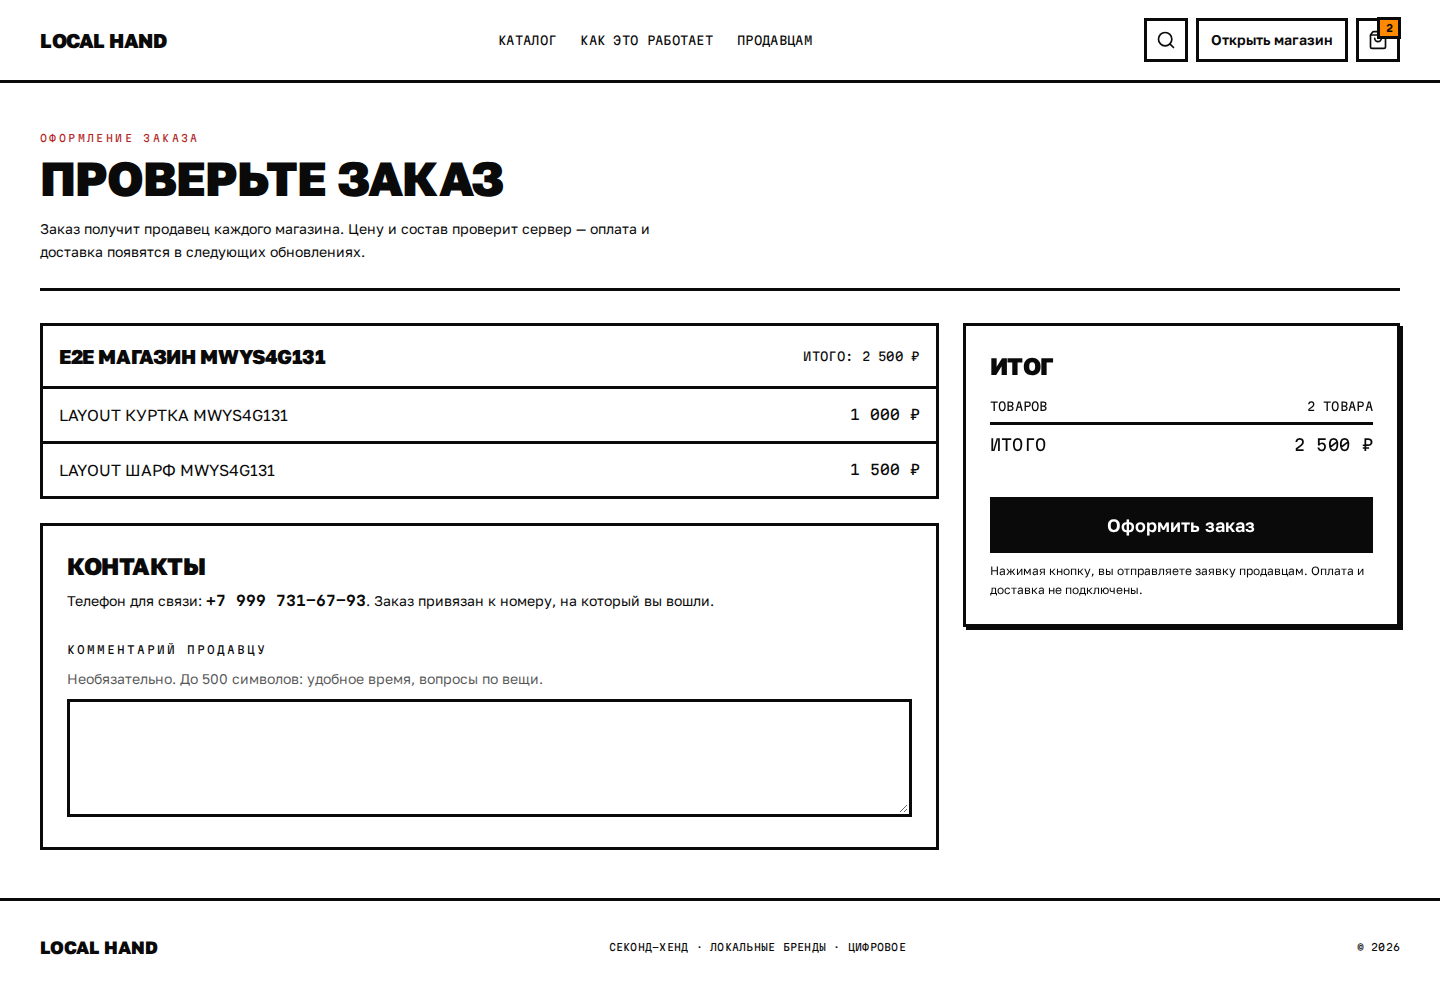 LOCAL HAND
КАТАЛОГ КАК ЭТО РАБОТАЕТ ПРОДАВЦАМ
Открыть магазин
2
ОФОРМЛЕНИЕ ЗАКАЗА
ПРОВЕРЬТЕ ЗАКАЗ
Заказ получит продавец каждого магазина. Цену и состав проверит сервер — оплата и
доставка появятся в следующих обновлениях.
E2E МАГАЗИН MWYS4G131 ИТОГО: 2 500 ₽
LAYOUT КУРТКА MWYS4G131 1 000 ₽
LAYOUT ШАРФ MWYS4G131 1 500 ₽
КОНТАКТЫ
Телефон для связи: +7 999 731-67-93. Заказ привязан к номеру, на который вы вошли.
КОММЕНТАРИЙ ПРОДАВЦУ
Необязательно. До 500 символов: удобное время, вопросы по вещи.
ИТОГ
ТОВАРОВ 2 ТОВАРА
ИТОГО 2 500 ₽
Оформить заказ
Нажимая кнопку, вы отправляете заявку продавцам. Оплата и
доставка не подключены.
LOCAL HAND
СЕКОНД-ХЕНД · ЛОКАЛЬНЫЕ БРЕНДЫ · ЦИФРОВОЕ
© 2026